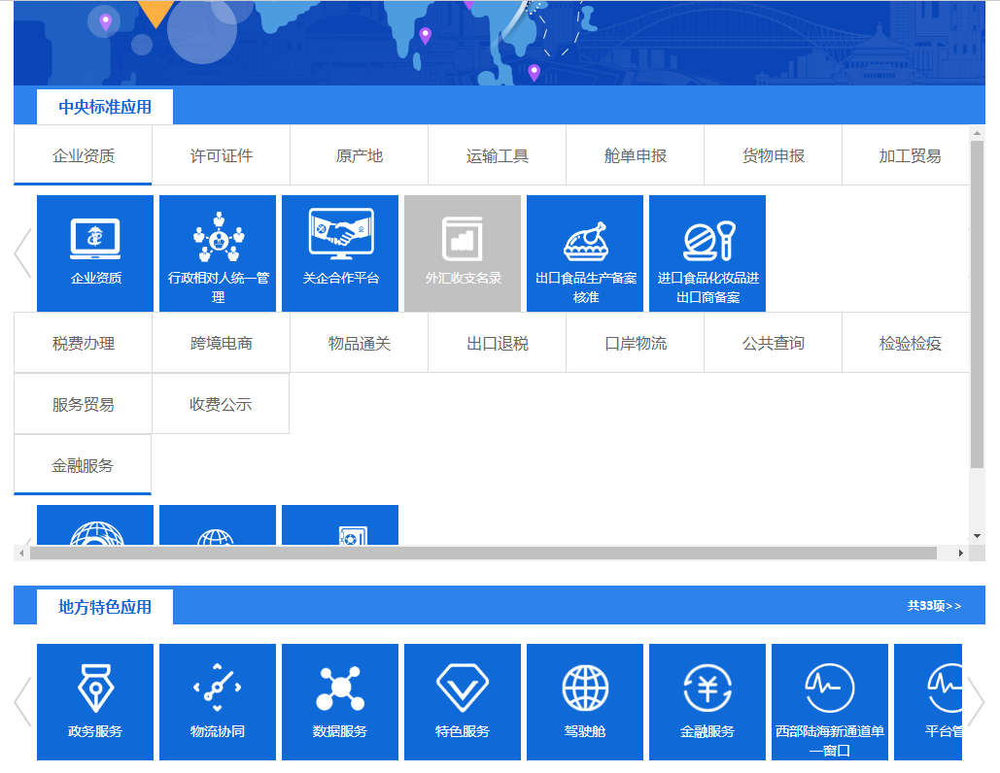 中央标准应用
企业资质
许可证件
原产地
运输工具
舱单申报
货物申报
加工贸易
企业资质
行政相对人统一管
理
关企合作平台
外汇收支名录
出口食品生产备案
核准
进口食品化妆品进
出口商备案
税费办理
跨境电商
物品通关
出口退税
口岸物流
公共查询
检验检疫
服务贸易
收费公示
金融服务
地方特色应用
共33项>>
政务服务
物流协同
数据服务
特色服务
驾驶舱
金融服务
西部陆海新通道单
一窗口
平台管